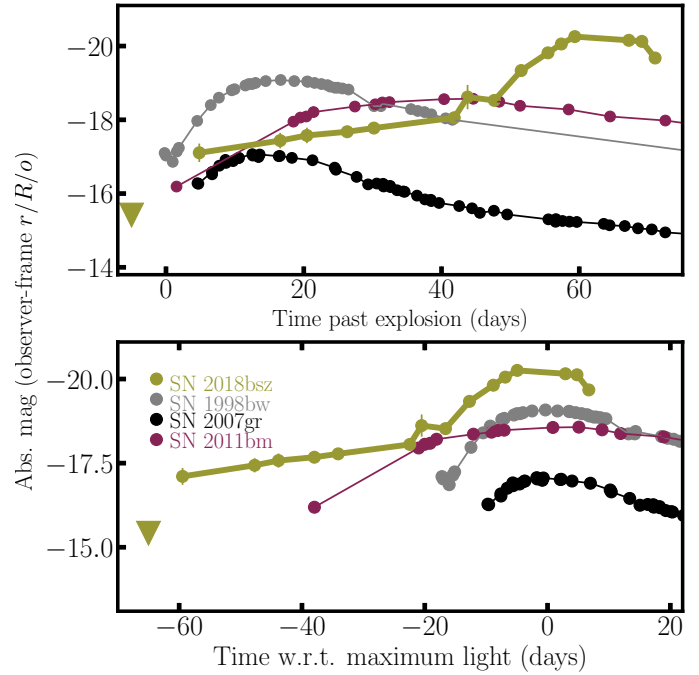 −20
−18
−16
−14
0
20
40
60
Time past explosion (days)
Abs. mag (observer-frame r/R/o)
−20.0
−17.5
−15.0
SN 2018bsz
SN 1998bw
SN 2007gr
SN 2011bm
−60
−40
−20
0
20
Time w.r.t. maximum light (days)